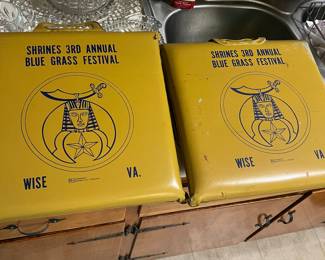 SHRINES 3RD ANNUAL
BLUE GRASS FESTIVAL
WISE VA.
SHRINES 3RD ANNUAL
BLUE GRASS FESTIVAL
WISE VA.